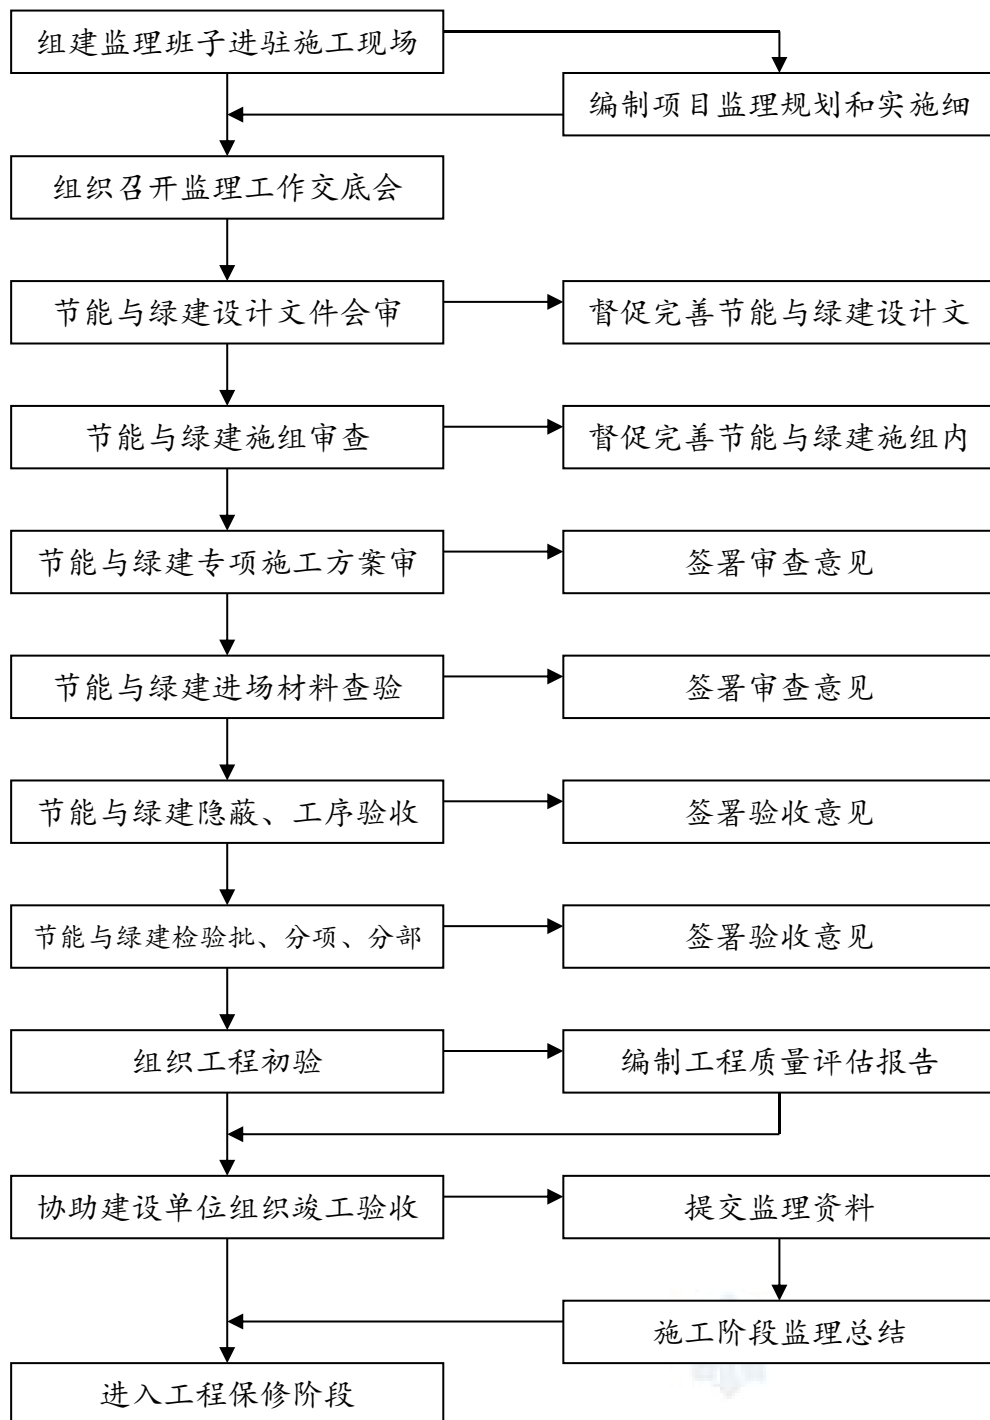 组建监理班子进驻施工现场
编制项目监理规划和实施细
组织召开监理工作交底会
节能与绿建设计文件会审
督促完善节能与绿建设计文
节能与绿建施组审查
督促完善节能与绿建施组内
节能与绿建专项施工方案审
签署审查意见
节能与绿建进场材料查验
签署审查意见
节能与绿建隐蔽、工序验收
签署验收意见
节能与绿建检验批、分项、分部
签署验收意见
组织工程初验
编制工程质量评估报告
协助建设单位组织竣工验收
提交监理资料
施工阶段监理总结
进入工程保修阶段